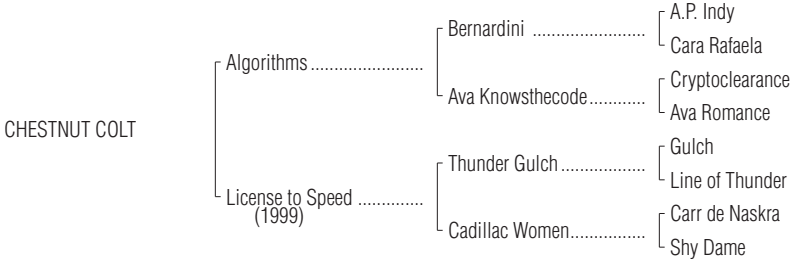 A.P. Indy
Bernardini ........................
Cara Rafaela
Algorithms ........................
Cryptoclearance
Ava Knowsthecode............
Ava Romance
CHESTNUT COLT
Gulch
Thunder Gulch ..................
Line of Thunder
License to Speed ..............
(1999)
Carr de Naskra
Cadillac Women................
Shy Dame